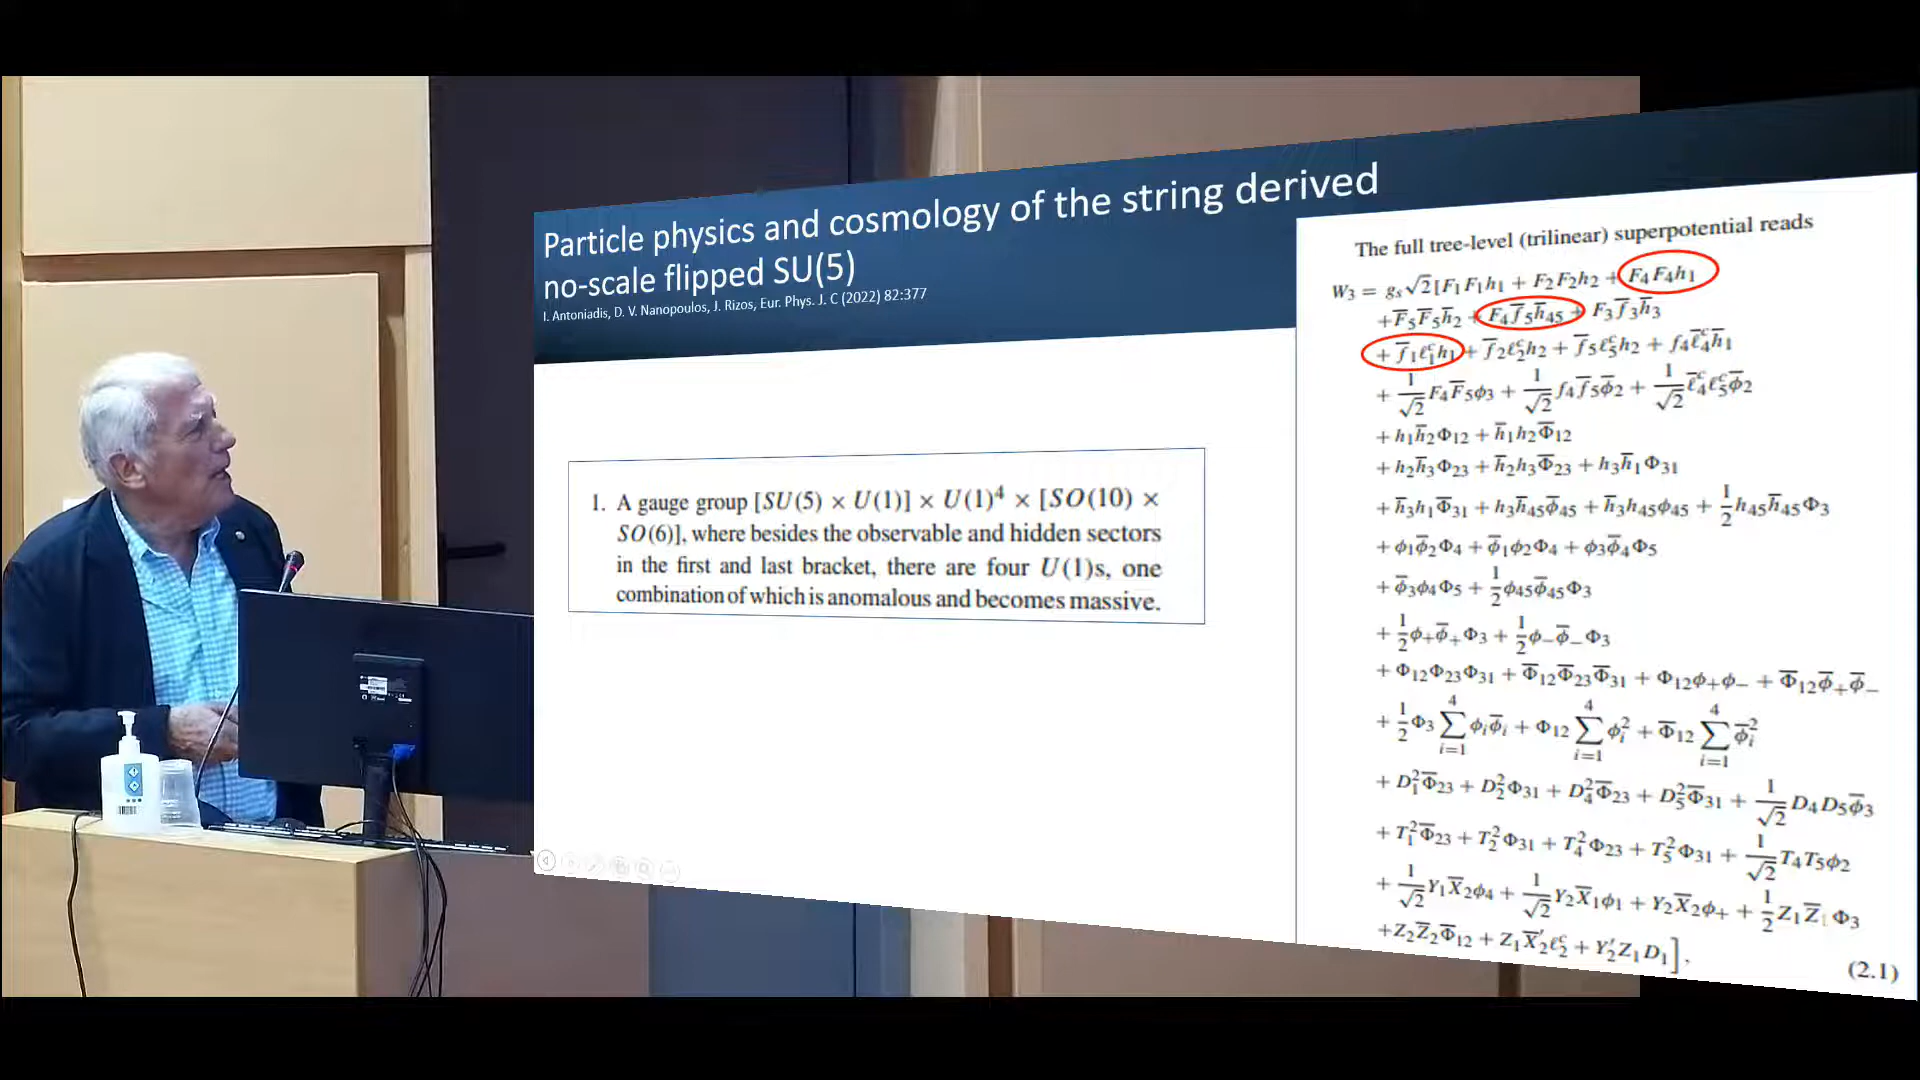 Particle physics and cosmology of the string derived
no-scale flipped SU(5)
I. Antoniadis, D. V. Nanopoulos, J. Rizos, Eur. Phys. J. C (2022) 82:377
1. A gauge group [SU(5) × U(1)] × U(1)⁴ × [SO(10) ×
SO(6)], where besides the observable and hidden sectors
in the first and last bracket, there are four U(1)s, one
combination of which is anomalous and becomes massive.
The full tree-level (trilinear) superpotential reads
W₃ = gₛ√2[F₁F₁h₁ + F₂F₂h₂ + F₄F₄h₁
+F̅₅F̅₅h̅₂ + F₄f̅₅h̅₄₅ + F₃f̅₃h̅₃
+ f̅₁ℓ₁ᶜh₁ + f̅₂ℓ₂ᶜh₂ + f̅₅ℓ₅ᶜh₂ + f₄ℓ̅₄ᶜh̅₁
+ 1/√2 F₄F̅₅ϕ₃ + 1/√2 f₄f̅₅ϕ̅₂ + 1/√2 ℓ̅₄ᶜℓ₅ᶜϕ̅₂
+ h₁h̅₂Φ₁₂ + h̅₁h₂Φ̅₁₂
+ h₂h̅₃Φ₂₃ + h̅₂h₃Φ̅₂₃ + h₃h̅₁Φ₃₁
+ h̅₃h₁Φ̅₃₁ + h₃h̅₄₅ϕ̅₄₅ + h̅₃h₄₅ϕ₄₅ + 1/2 h₄₅h̅₄₅Φ₃
+ ϕ₁ϕ̅₂Φ₄ + ϕ̅₁ϕ₂Φ₄ + ϕ₃ϕ̅₄Φ₅
+ ϕ̅₃ϕ₄Φ₅ + 1/2 ϕ₄₅ϕ̅₄₅Φ₃
+ 1/2 ϕ₊ϕ̅₊Φ₃ + 1/2 ϕ₋ϕ̅₋Φ₃
+ Φ₁₂Φ₂₃Φ₃₁ + Φ̅₁₂Φ̅₂₃Φ̅₃₁ + Φ₁₂ϕ₊ϕ₋ + Φ̅₁₂ϕ̅₊ϕ̅₋
+ 1/2 Φ₃ ∑ᵢ₌₁⁴ ϕᵢϕ̅ᵢ + Φ₁₂ ∑ᵢ₌₁⁴ ϕᵢ² + Φ̅₁₂ ∑ᵢ₌₁⁴ ϕ̅ᵢ²
+ D₁²Φ̅₂₃ + D₂²Φ₃₁ + D₄²Φ̅₂₃ + D₅²Φ̅₃₁ + 1/√2 D₄D₅ϕ̅₃
+ T₁²Φ̅₂₃ + T₂²Φ₃₁ + T₄²Φ₂₃ + T₅²Φ₃₁ + 1/√2 T₄T₅ϕ₂
+ 1/√2 Y₁X̅₂ϕ₄ + 1/√2 Y₂X̅₁ϕ₁ + Y₂X̅₂ϕ₊ + 1/2 Z₁Z̅₁Φ₃
+Z₂Z̅₂Φ̅₁₂ + Z₁X̅′₂ℓ₂ᶜ + Y′₂Z₁D₁],
(2.1)